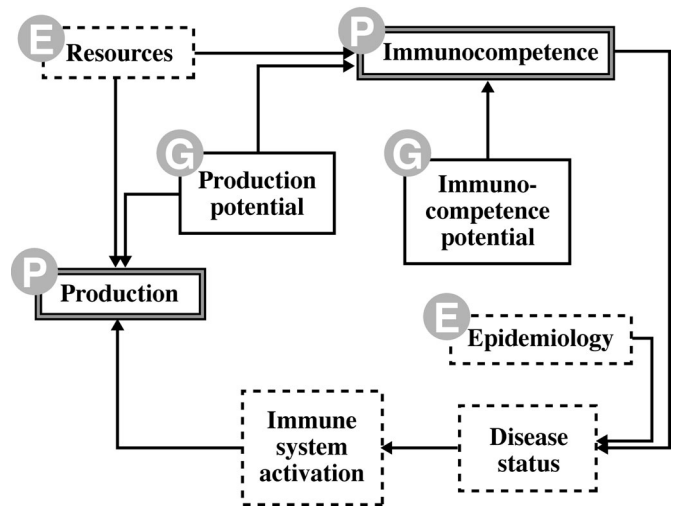 E
Resources
P
Immunocompetence
G
Production
potential
G
Immuno-
competence
potential
P
Production
E
Epidemiology
Immune
system
activation
Disease
status